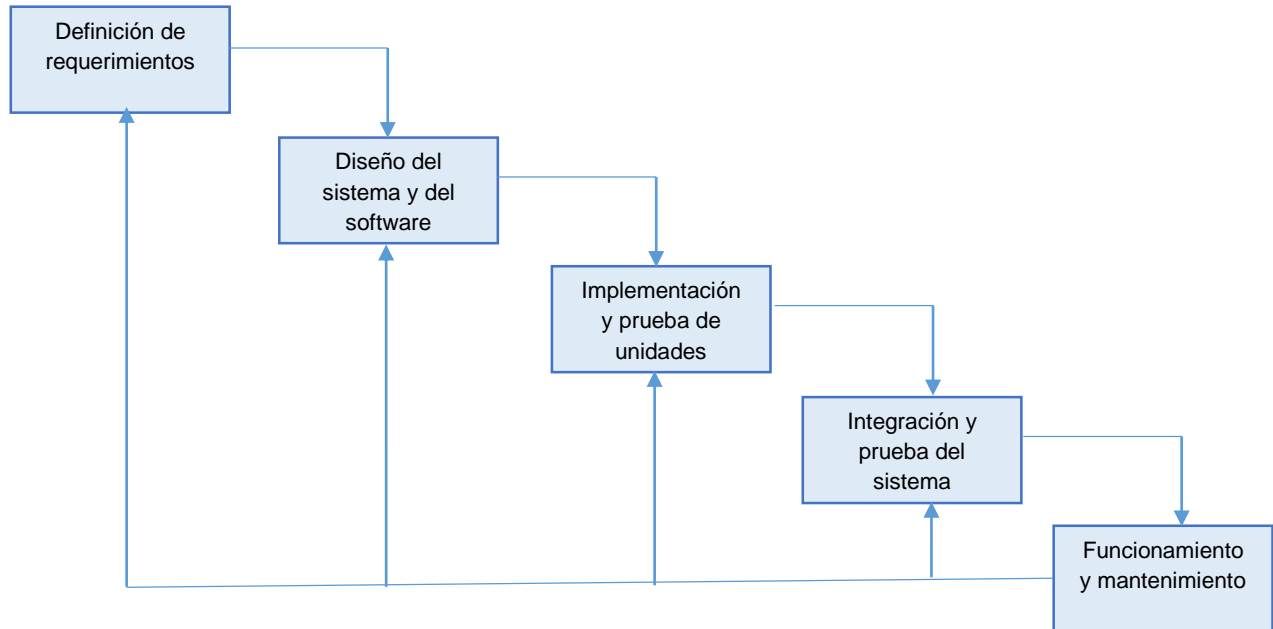 Definición de
requerimientos
Diseño del
sistema y del
software
Implementación
y prueba de
unidades
Integración y
prueba del
sistema
Funcionamiento
y mantenimiento